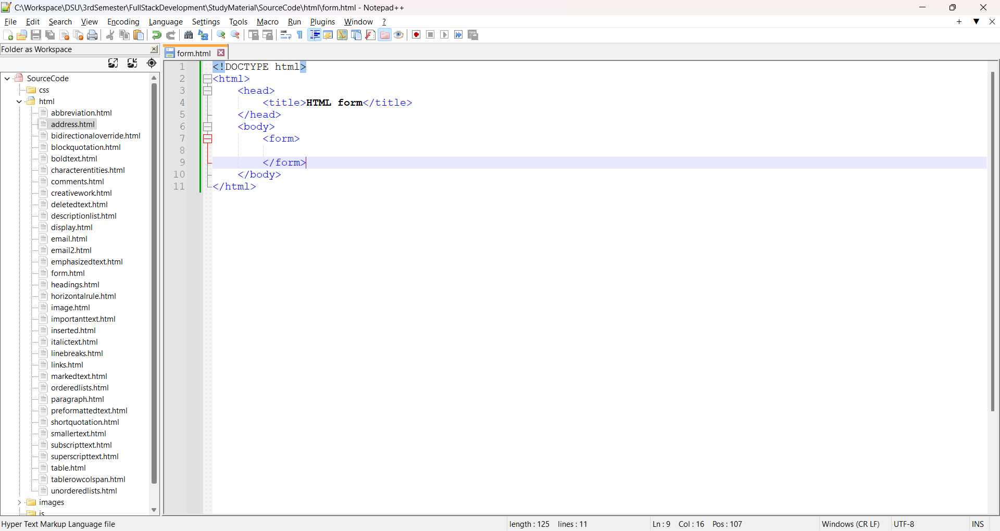 C:\Workspace\DSU\3rdSemester\FullStackDevelopment\StudyMaterial\SourceCode\html\form.html - Notepad++
File Edit Search View Encoding Language Settings Tools Macro Run Plugins Window ?
Folder as Workspace
form.html
SourceCode
css
html
abbreviation.html
address.html
bidirectionaloverride.html
blockquotation.html
boldtext.html
characterentities.html
comments.html
creativework.html
deletedtext.html
descriptionlist.html
display.html
email.html
email2.html
emphasizedtext.html
form.html
headings.html
horizontalrule.html
image.html
importanttext.html
inserted.html
italictext.html
linebreaks.html
links.html
markedtext.html
orderedlists.html
paragraph.html
preformattedtext.html
shortquotation.html
smallertext.html
subscripttext.html
superscripttext.html
table.html
tablerowcolspan.html
unorderedlists.html
images
js
1 <!DOCTYPE html>
2 <html>
3 <head>
4 <title>HTML form</title>
5 </head>
6 <body>
7 <form>
8
9 </form>
10 </body>
11 </html>
Hyper Text Markup Language file length : 125 lines : 11 Ln : 9 Col : 16 Pos : 107 Windows (CR LF) UTF-8 INS